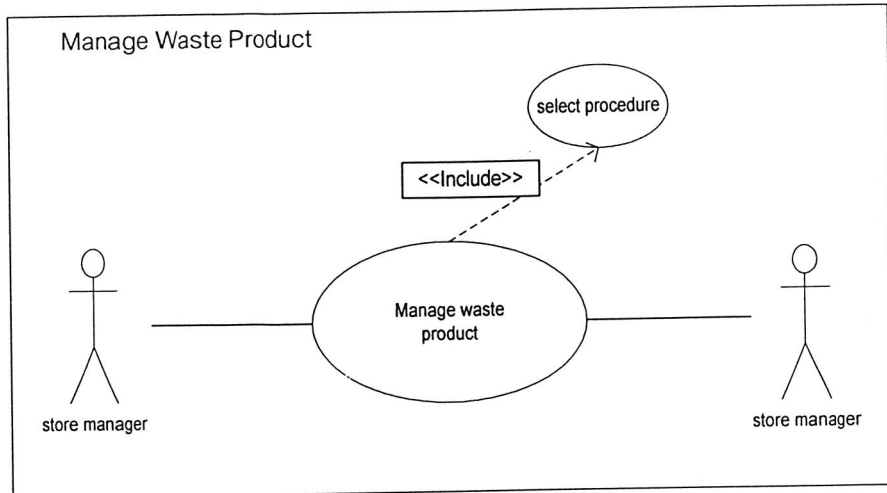 Manage Waste Product
select procedure
<<Include>>
Manage waste
product
store manager
store manager